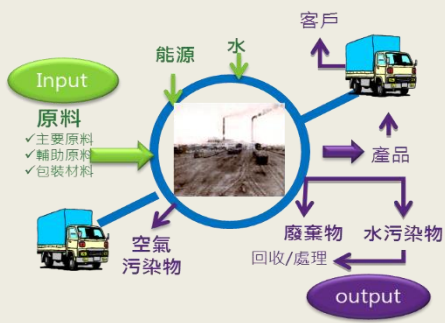 客戶
能源
水
Input
原料
✓主要原料
✓輔助原料
✓包裝材料
產品
空氣
污染物
廢棄物
水污染物
回收/處理
output